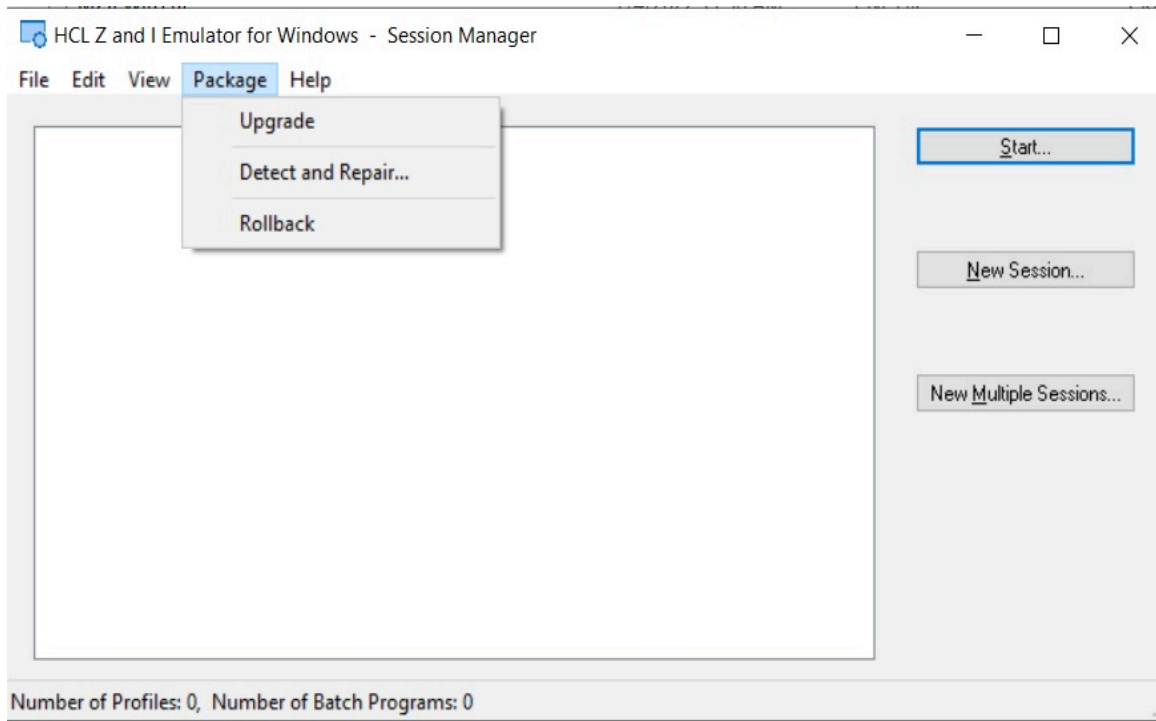 HCL Z and I Emulator for Windows - Session Manager
File Edit View Package Help
Upgrade
Detect and Repair...
Rollback
Start...
New Session...
New Multiple Sessions...
Number of Profiles: 0, Number of Batch Programs: 0